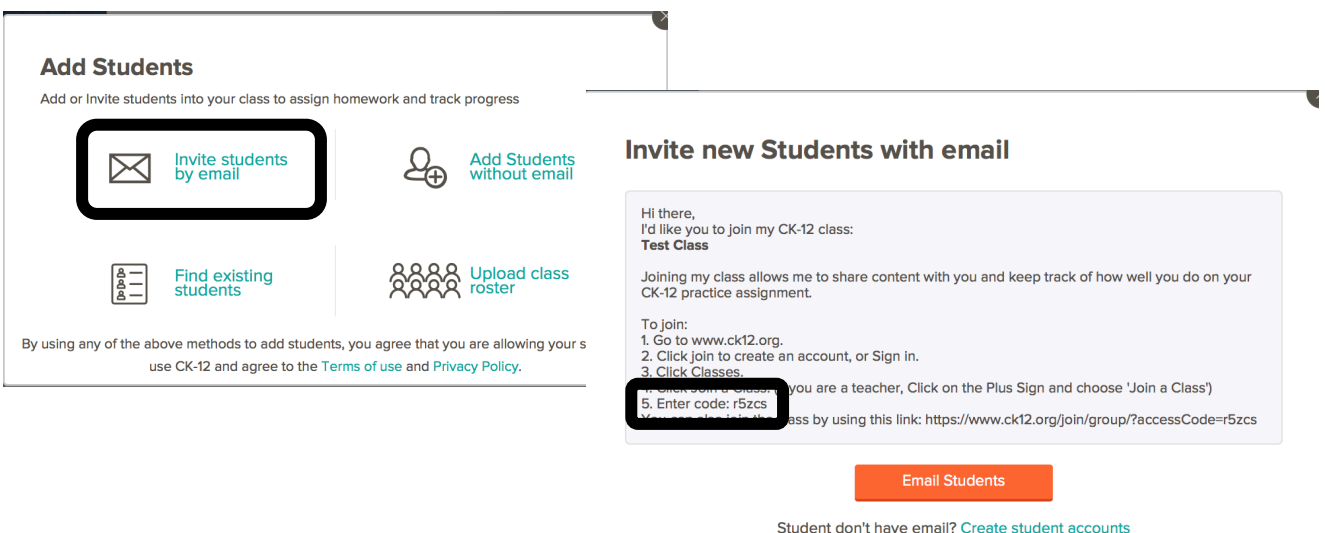 Add Students
Add or Invite students into your class to assign homework and track progress
Invite students
by email
Add Students
without email
Find existing
students
Upload class
roster
By using any of the above methods to add students, you agree that you are allowing your s
use CK-12 and agree to the Terms of use and Privacy Policy.
Invite new Students with email
Hi there,
I'd like you to join my CK-12 class:
Test Class
Joining my class allows me to share content with you and keep track of how well you do on your
CK-12 practice assignment.
To join:
1. Go to www.ck12.org.
2. Click join to create an account, or Sign in.
3. Click Classes.
you are a teacher, Click on the Plus Sign and choose 'Join a Class')
5. Enter code: r5zcs
ass by using this link: https://www.ck12.org/join/group/?accessCode=r5zcs
Email Students
Student don't have email? Create student accounts